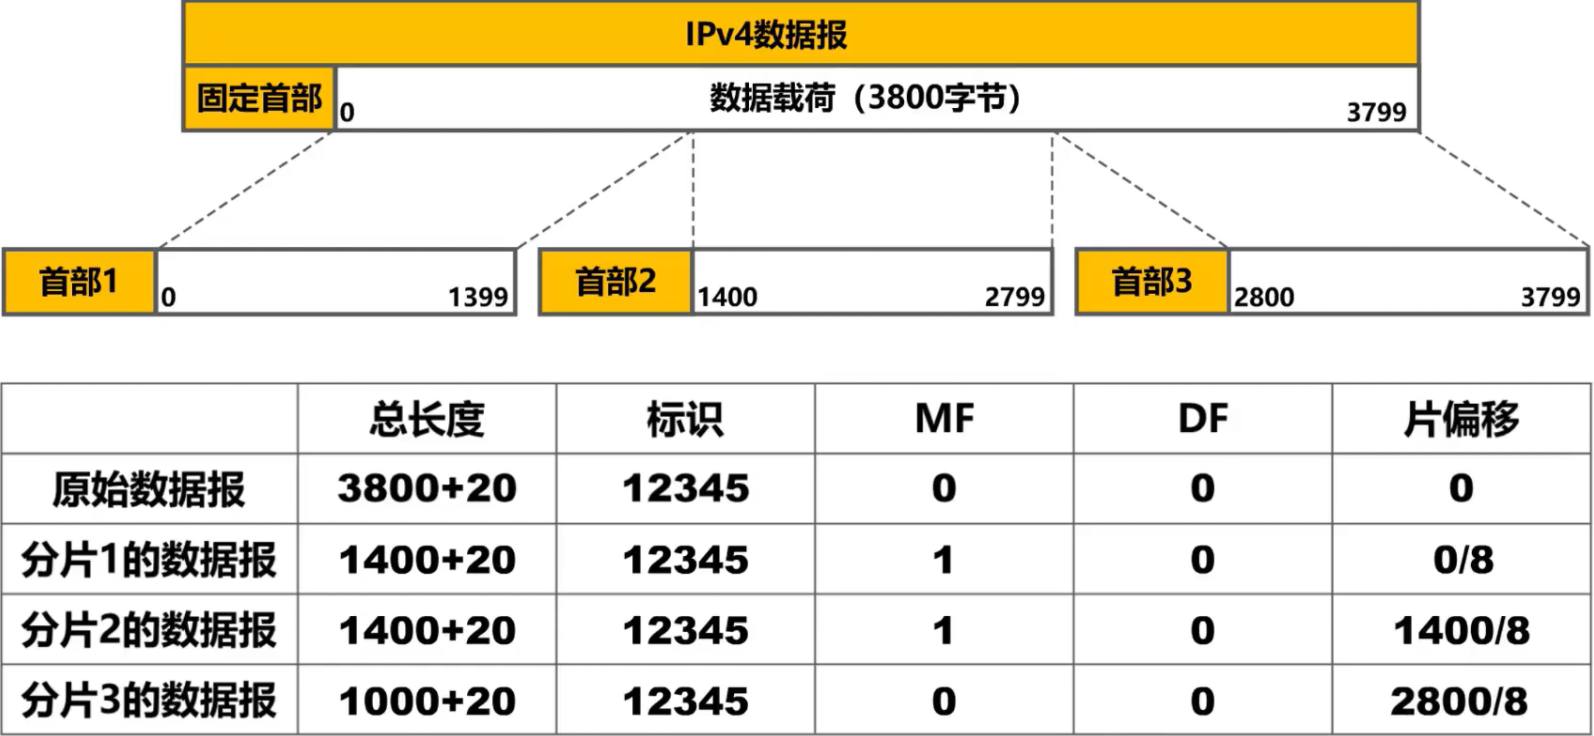 IPv4数据报
固定首部 0 数据载荷（3800字节） 3799
首部1 0 1399 首部2 1400 2799 首部3 2800 3799
总长度 标识 MF DF 片偏移
原始数据报 3800+20 12345 0 0 0
分片1的数据报 1400+20 12345 1 0 0/8
分片2的数据报 1400+20 12345 1 0 1400/8
分片3的数据报 1000+20 12345 0 0 2800/8